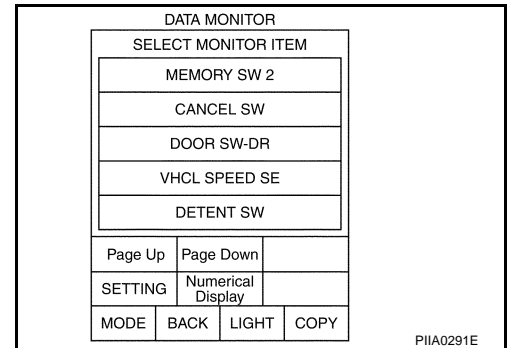 DATA MONITOR
SELECT MONITOR ITEM
MEMORY SW 2
CANCEL SW
DOOR SW-DR
VHCL SPEED SE
DETENT SW
Page Up Page Down
SETTING Numerical Display
MODE BACK LIGHT COPY
PIIA0291E